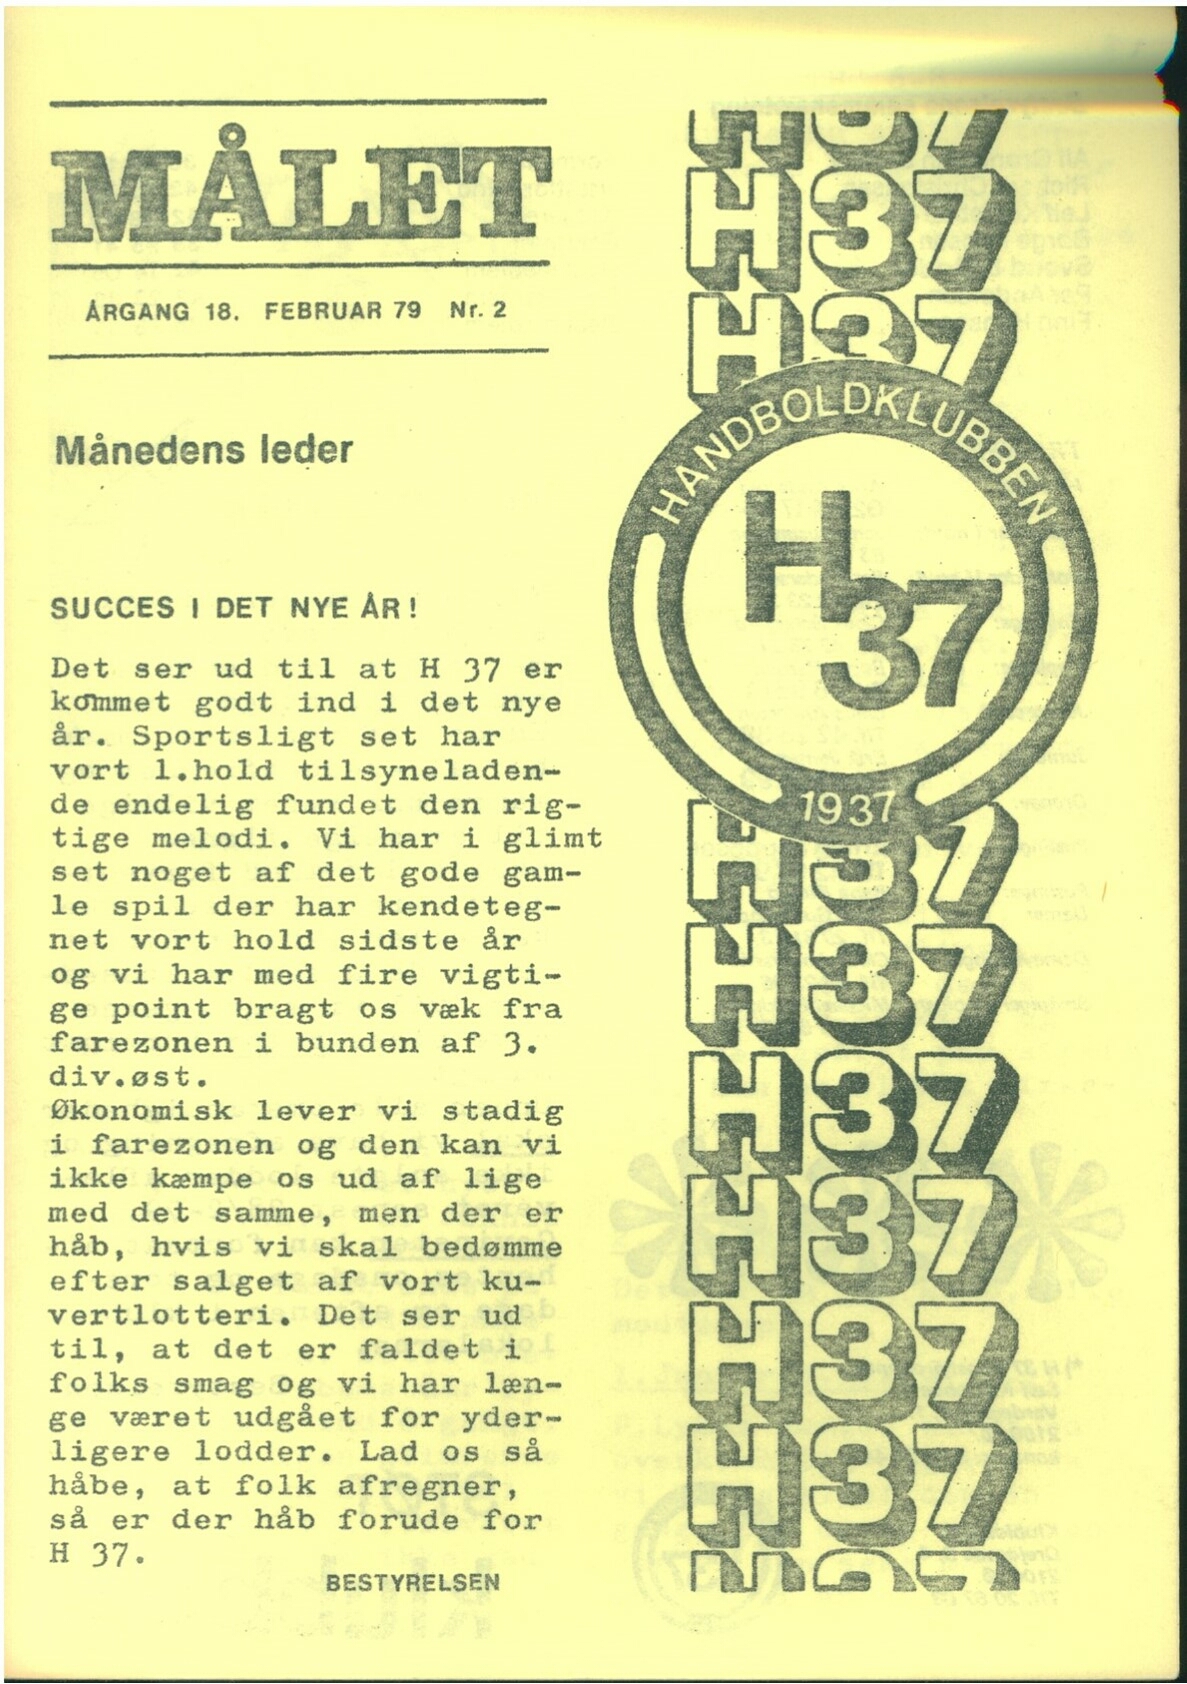 MÅLET
ÅRGANG 18. FEBRUAR 79 Nr. 2
Månedens leder
SUCCES I DET NYE ÅR!
Det ser ud til at H 37 er
kommet godt ind i det nye
år. Sportsligt set har
vort 1.hold tilsyneladen-
de endelig fundet den rig-
tige melodi. Vi har i glimt
set noget af det gode gam-
le spil der har kendeteg-
net vort hold sidste år
og vi har med fire vigti-
ge point bragt os væk fra
farezonen i bunden af 3.
div.øst.
Økonomisk lever vi stadig
i farezonen og den kan vi
ikke kæmpe os ud af lige
med det samme, men der er
håb, hvis vi skal bedømme
efter salget af vort ku-
vertlotteri. Det ser ud
til, at det er faldet i
folks smag og vi har læn-
ge været udgået for yder-
ligere lodder. Lad os så
håbe, at folk afregner,
så er der håb forude for
H 37.
BESTYRELSEN
H37
H37
H37
HANDBOLDKLUBBEN
H
37
1937
H37
H37
H37
H37
H37
H37
H37